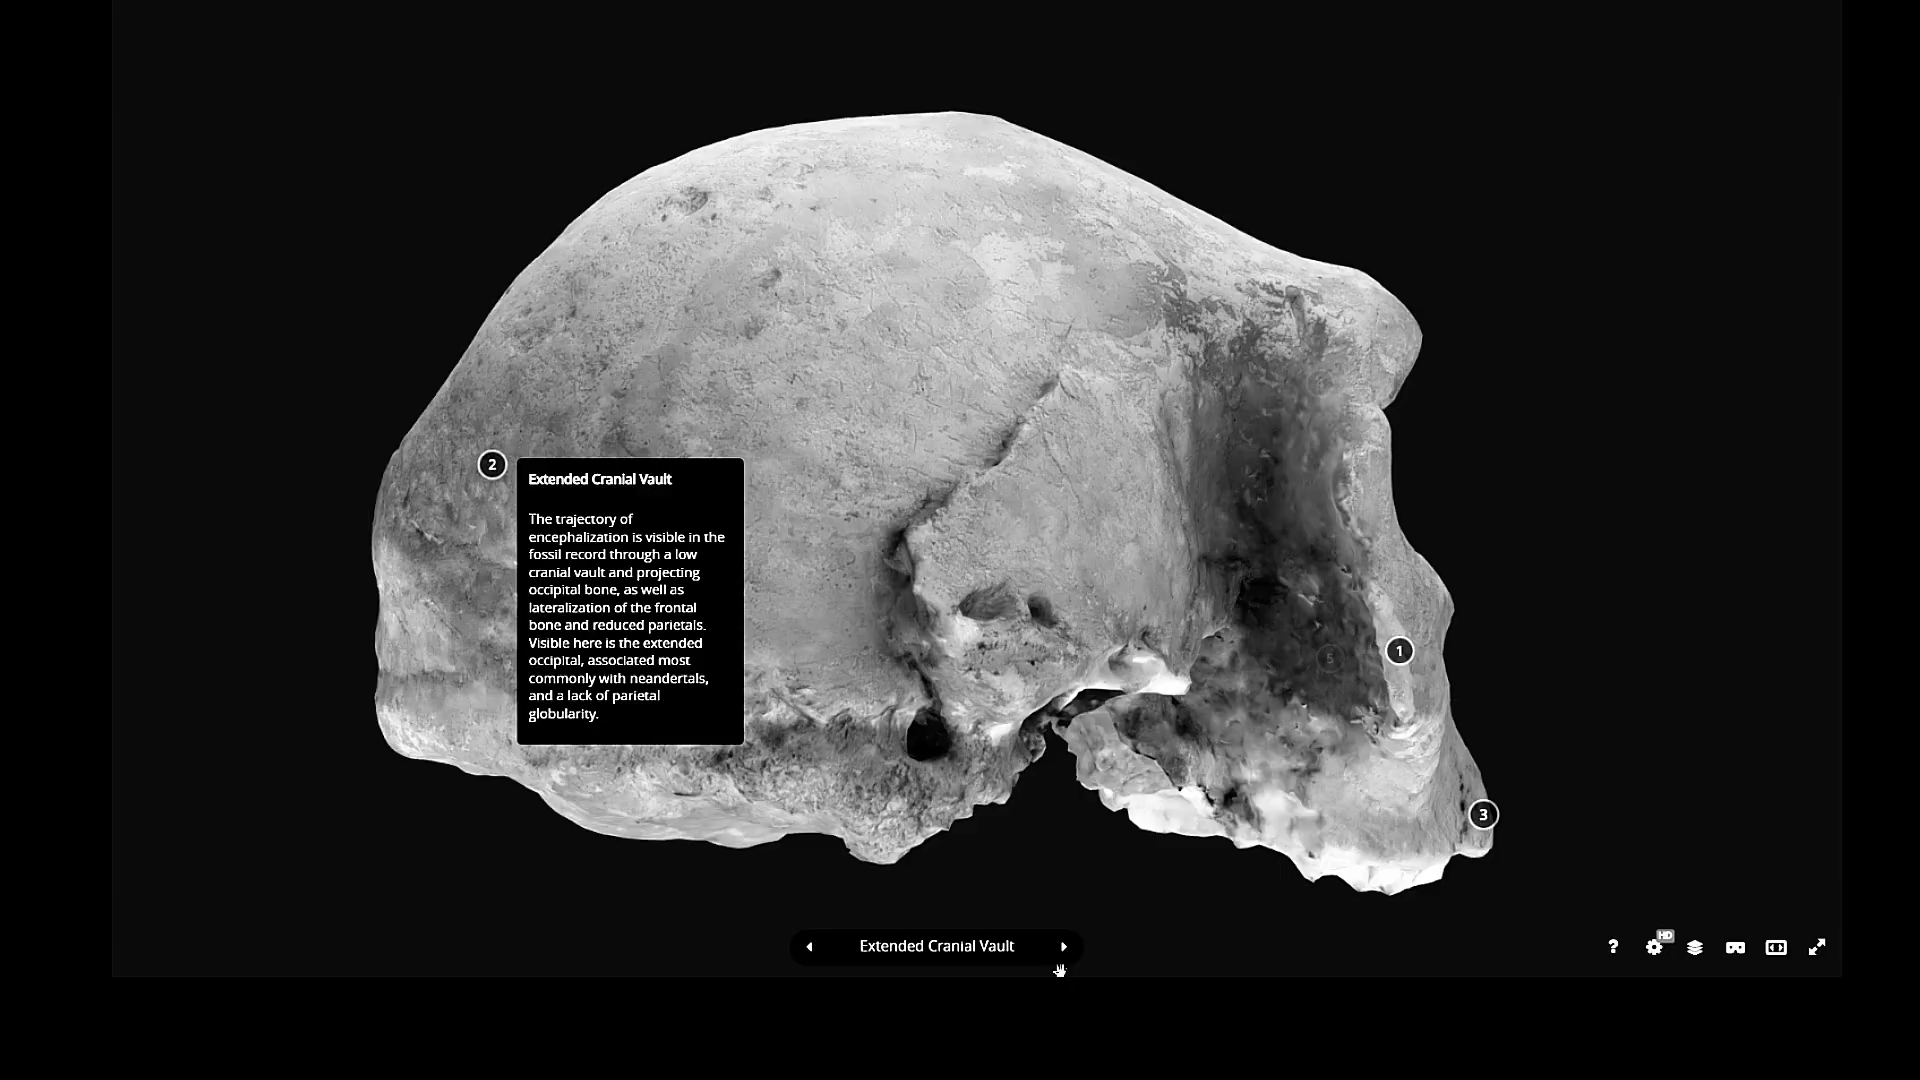 2
Extended Cranial Vault
The trajectory of
encephalization is visible in the
fossil record through a low
cranial vault and projecting
occipital bone, as well as
lateralization of the frontal
bone and reduced parietals.
Visible here is the extended
occipital, associated most
commonly with neandertals,
and a lack of parietal
globularity.
5
1
3
Extended Cranial Vault
?
HD